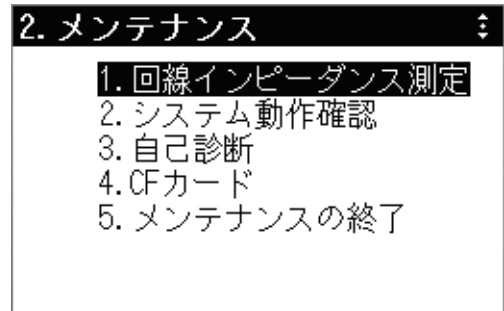 2.メンテナンス
1.回線インピーダンス測定
2.システム動作確認
3.自己診断
4.CFカード
5.メンテナンスの終了